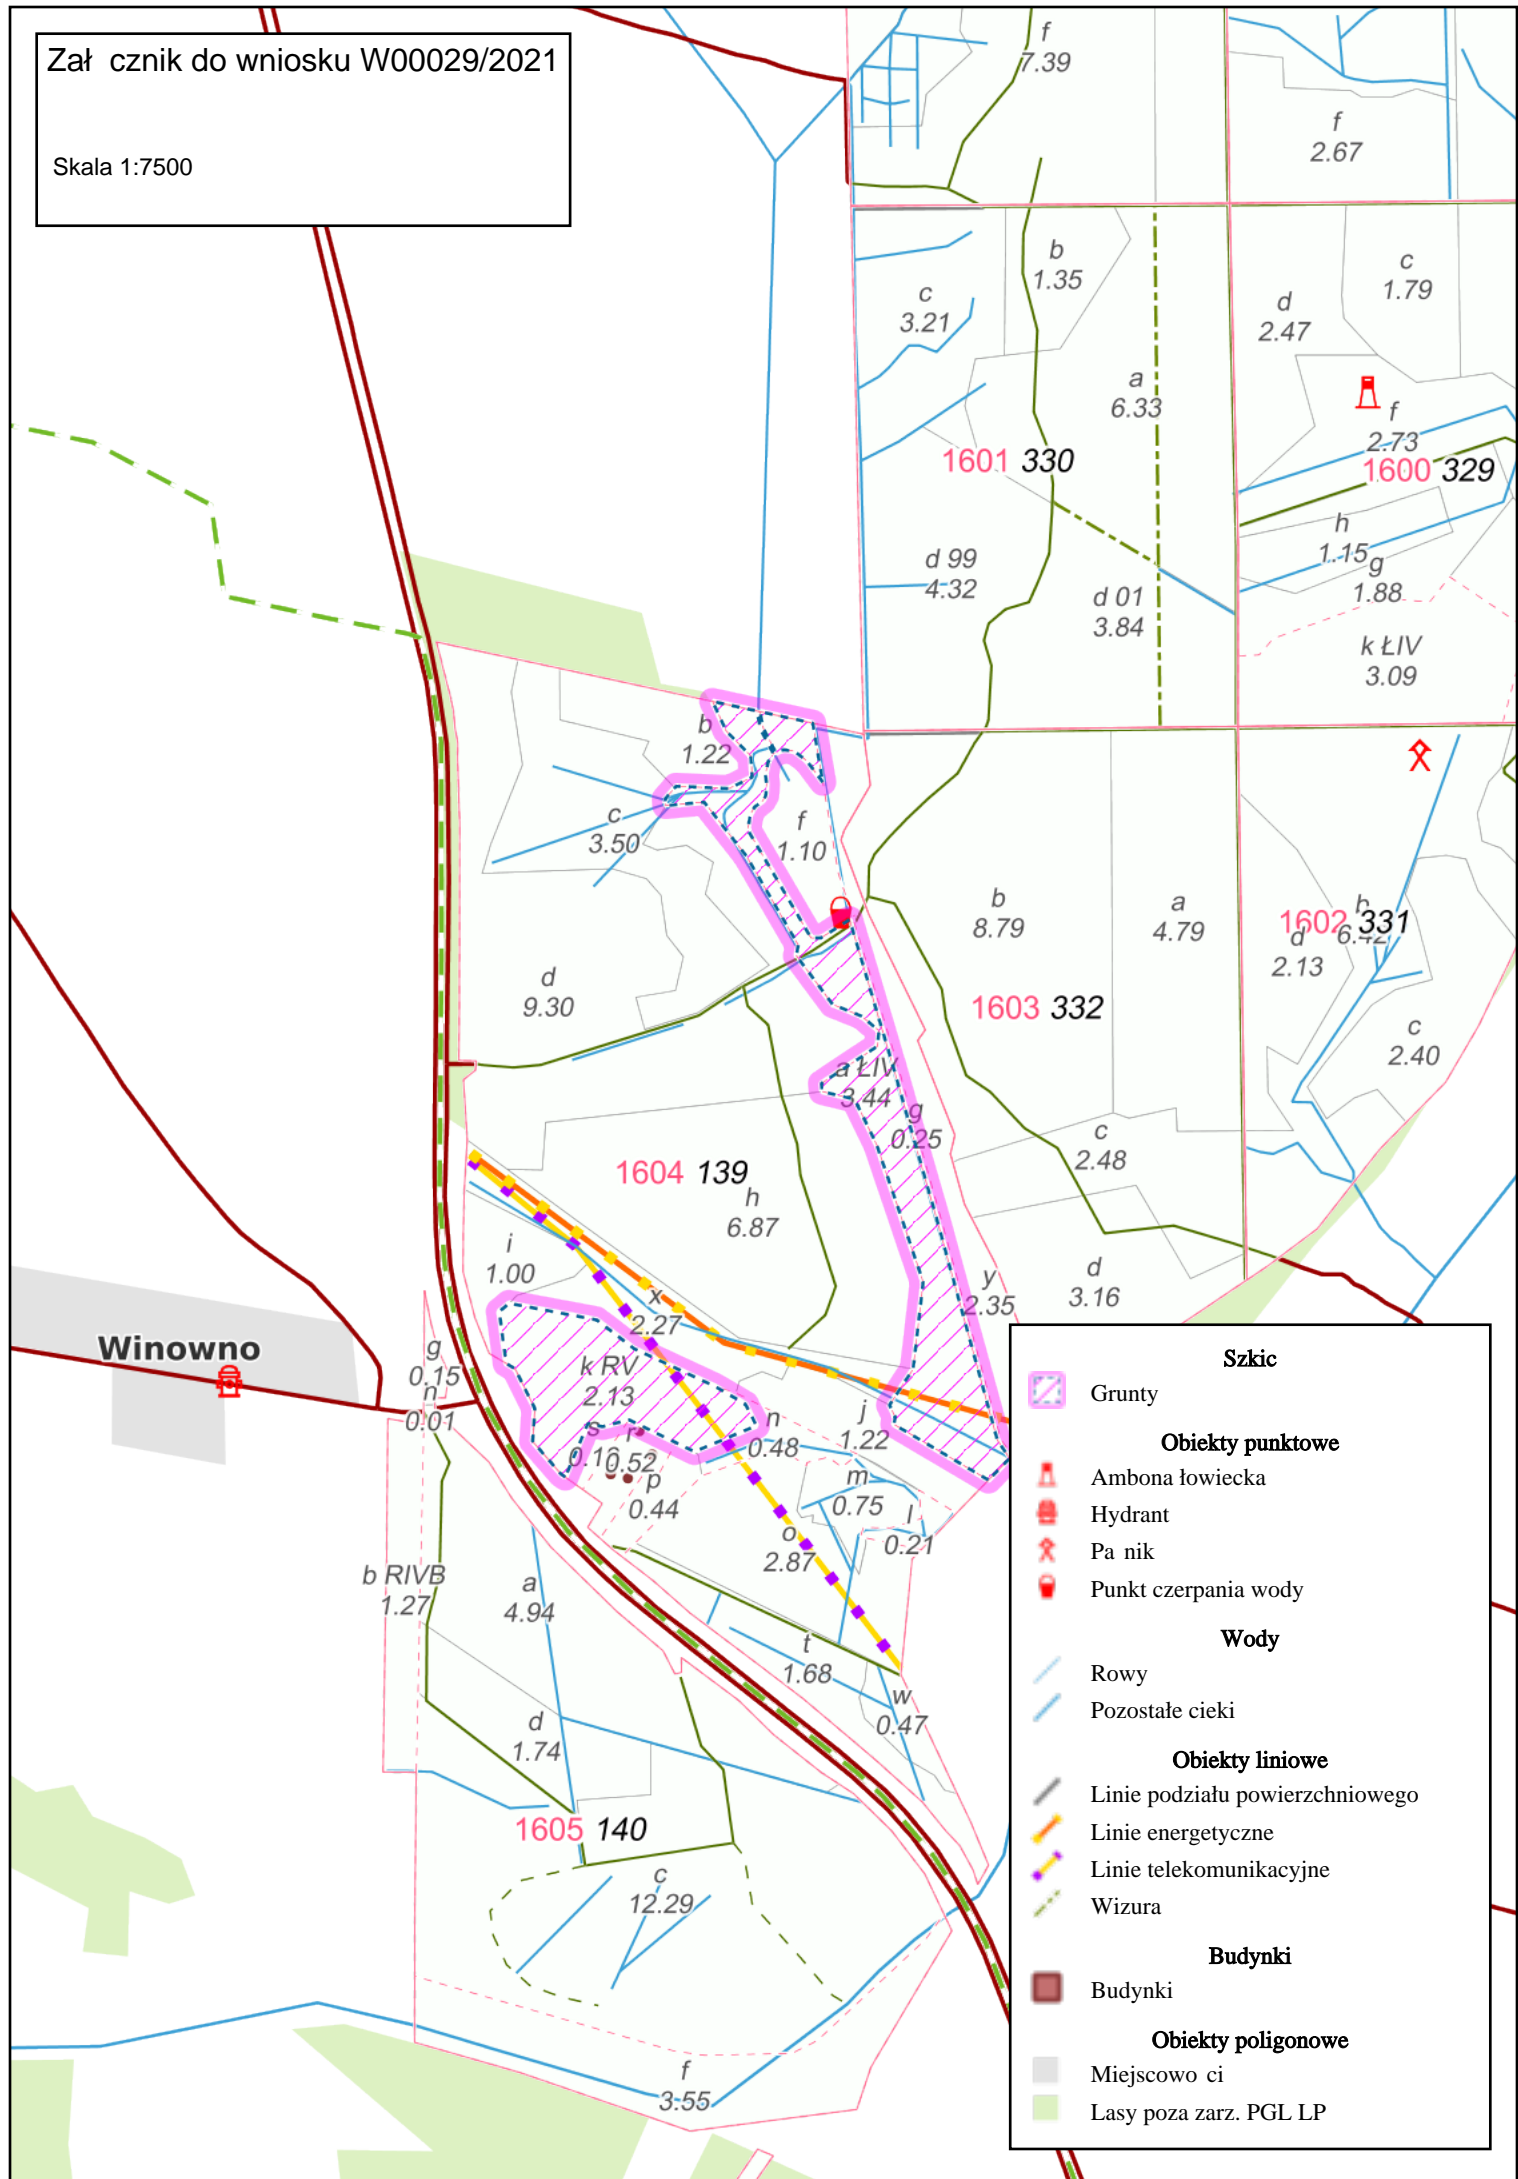 Zał cznik do wniosku W00029/2021
Skala 1:7500
f
7.39
f
2.67
b
1.35
c
3.21
c
1.79
d
2.47
a
6.33
f
2.73
1601 330
1600 329
h
1.15
g
1.88
d 99
4.32
d 01
3.84
k ŁIV
3.09
b
1.22
c
3.50
f
1.10
b
8.79
a
4.79
1602 331
b
6.42
d
2.13
d
9.30
1603 332
c
2.40
a ŁIV
3.44
g
0.25
c
2.48
1604 139
h
6.87
i
1.00
y
2.35
d
3.16
x
2.27
Winowno
g
0.15
n
0.01
k RV
2.13
s
r
0.52
n
0.48
j
1.22
p
0.44
m
0.75
l
0.21
o
2.87
b RIVB
1.27
a
4.94
t
1.68
w
0.47
d
1.74
1605 140
c
12.29
f
3.55
Szkic
Grunty
Obiekty punktowe
Ambona łowiecka
Hydrant
Pa nik
Punkt czerpania wody
Wody
Rowy
Pozostałe cieki
Obiekty liniowe
Linie podziału powierzchniowego
Linie energetyczne
Linie telekomunikacyjne
Wizura
Budynki
Budynki
Obiekty poligonowe
Miejscowo ci
Lasy poza zarz. PGL LP